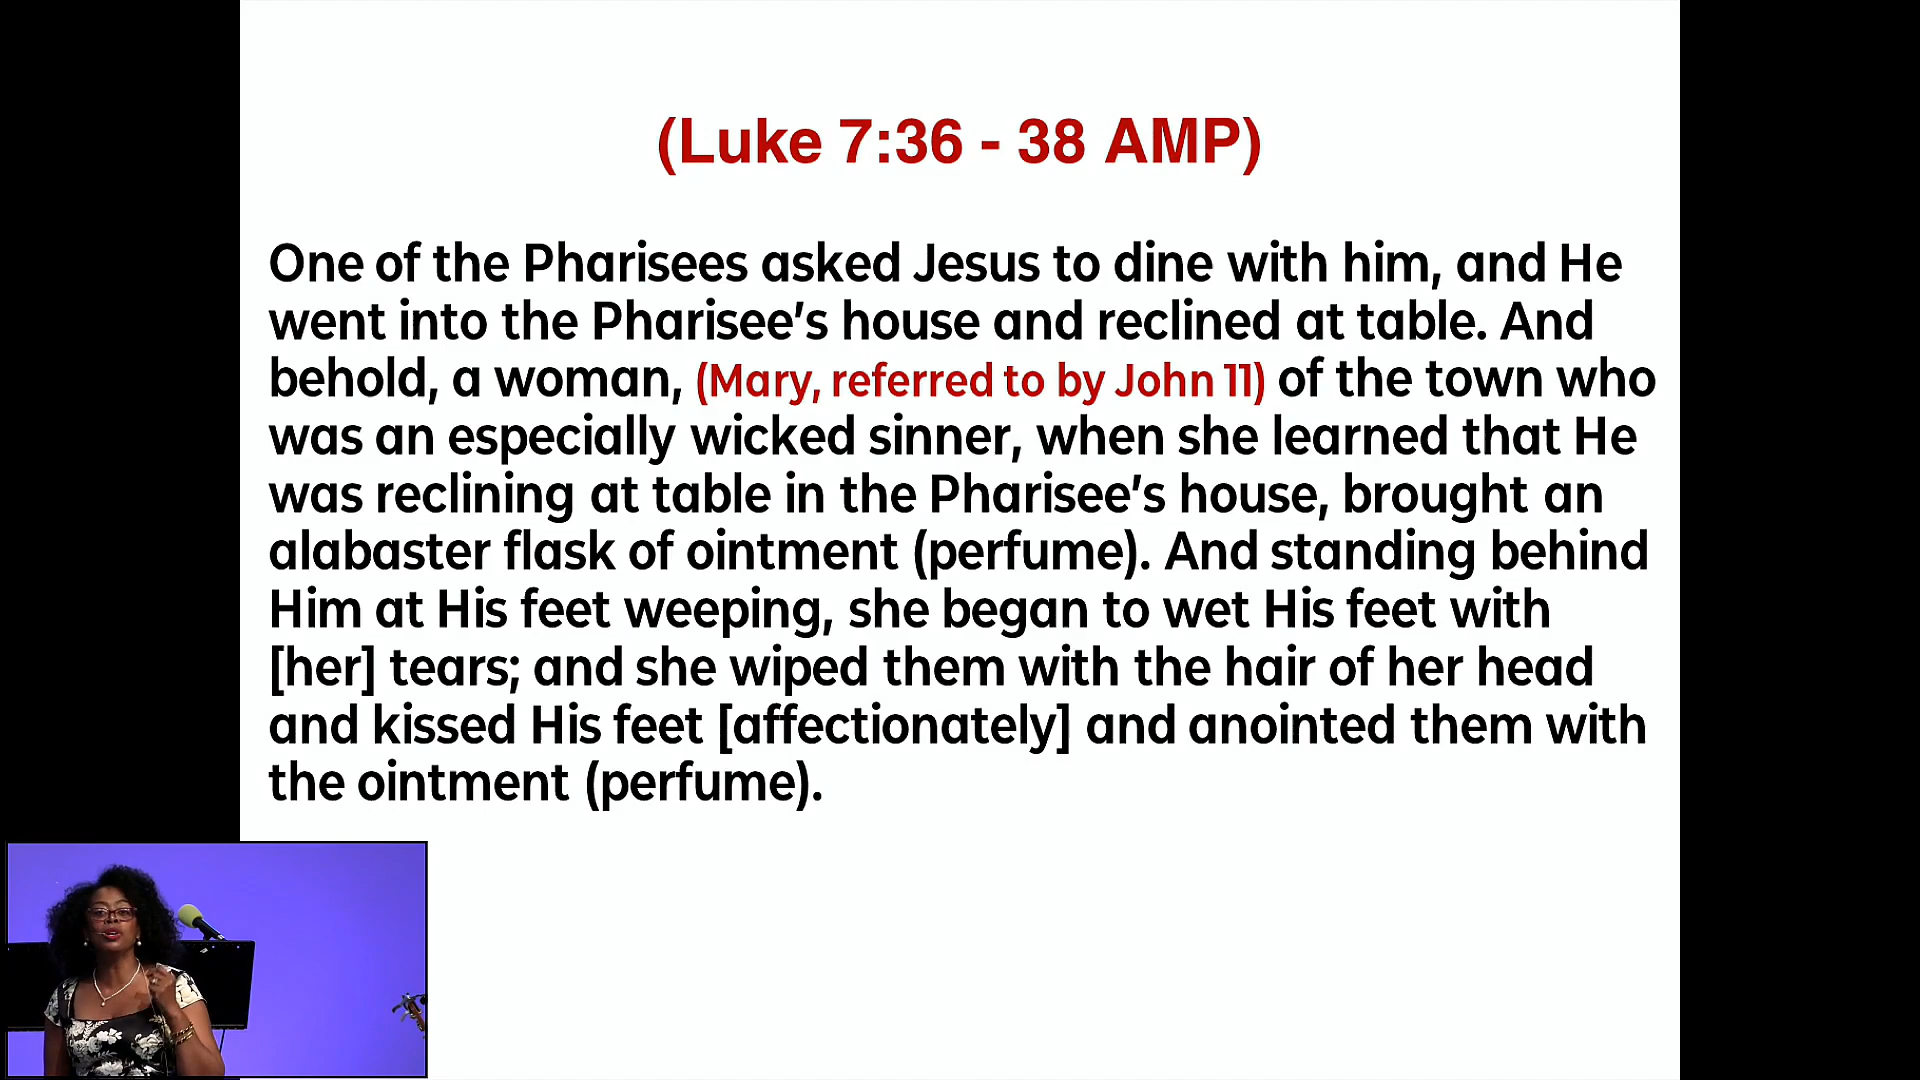 (Luke 7:36 - 38 AMP)
One of the Pharisees asked Jesus to dine with him, and He
went into the Pharisee’s house and reclined at table. And
behold, a woman, (Mary, referred to by John 11) of the town who
was an especially wicked sinner, when she learned that He
was reclining at table in the Pharisee’s house, brought an
alabaster flask of ointment (perfume). And standing behind
Him at His feet weeping, she began to wet His feet with
[her] tears; and she wiped them with the hair of her head
and kissed His feet [affectionately] and anointed them with
the ointment (perfume).